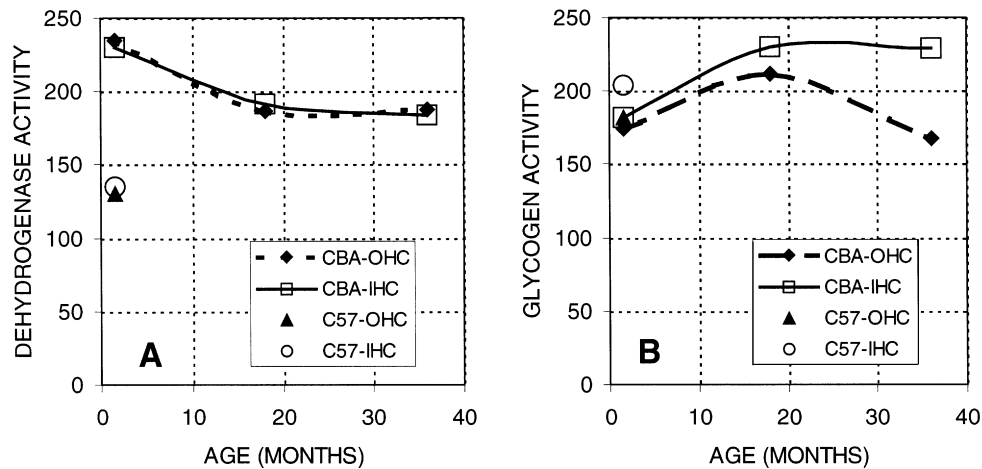 DEHYDROGENASE ACTIVITY
250
200
150
100
50
0
0 10 20 30 40
AGE (MONTHS)
CBA-OHC
CBA-IHC
C57-OHC
C57-IHC
A
GLYCOGEN ACTIVITY
250
200
150
100
50
0
0 10 20 30 40
AGE (MONTHS)
CBA-OHC
CBA-IHC
C57-OHC
C57-IHC
B